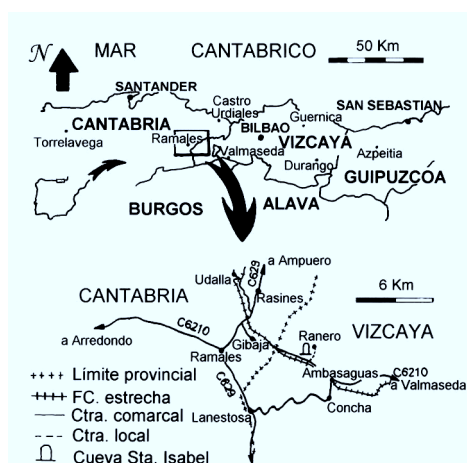 N MAR CANTABRICO 50 Km
SANTANDER
Castro
Urdiales
Guernica
SAN SEBASTIAN
CANTABRIA
BILBAO
VIZCAYA
Torrelavega
Ramales
Valmaseda
Durango
Azpeitia
GUIPUZCÓA
BURGOS
ALAVA
a Ampuero
Udalla
C629
6 Km
CANTABRIA
Rasines
C6210
VIZCAYA
a Arredondo
Gibaja
Ranero
Ramales
Ambasaguas
C6210
a Valmaseda
C629
Lanestosa
Concha
Límite provincial
FC. estrecha
Ctra. comarcal
Ctra. local
Cueva Sta. Isabel